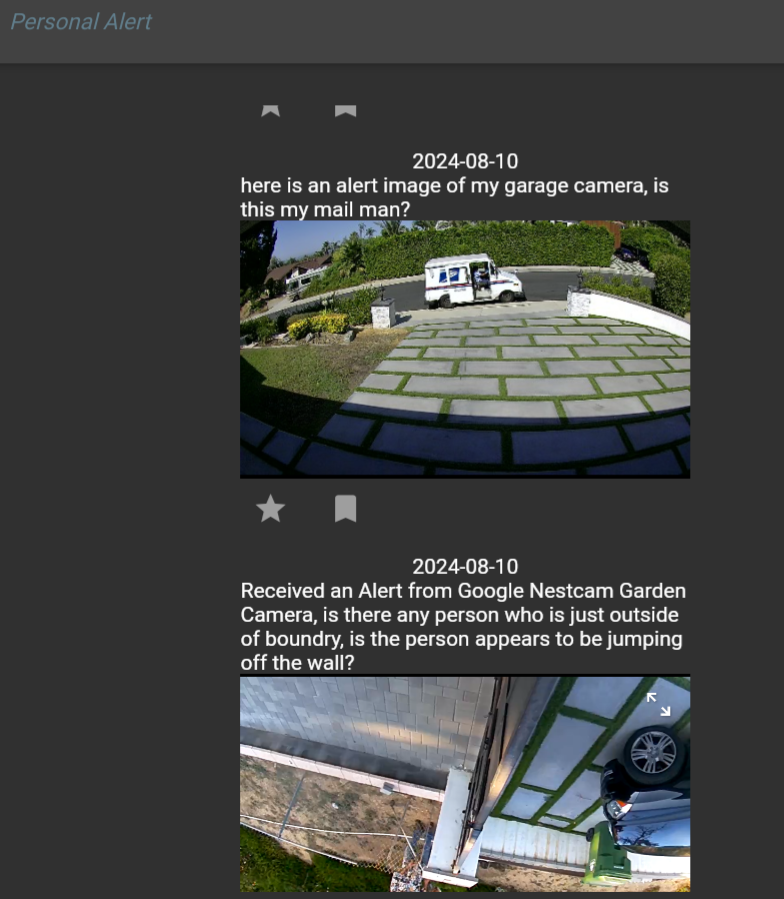 Personal Alert
2024-08-10
here is an alert image of my garage camera, is
this my mail man?
2024-08-10
Received an Alert from Google Nestcam Garden
Camera, is there any person who is just outside
of boundry, is the person appears to be jumping
off the wall?